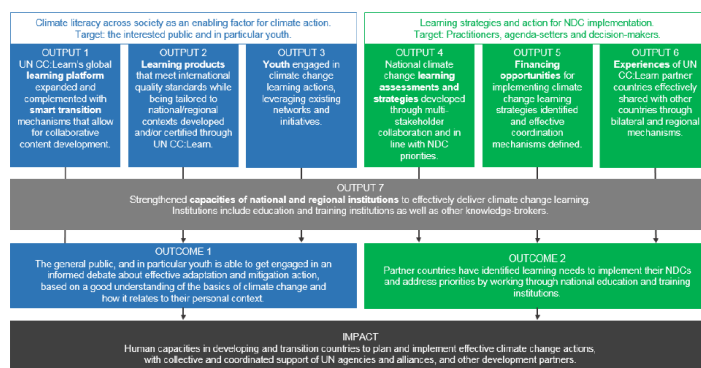 Climate literacy across society as an enabling factor for climate action.
Target: the interested public and in particular youth.
Learning strategies and action for NDC implementation.
Target: Practitioners, agenda-setters and decision-makers.
OUTPUT 1
UN CC:Learn's global
learning platform
expanded and
complemented with
smart transition
mechanisms that allow
for collaborative
content development.
OUTPUT 2
Learning products
that meet international
quality standards while
being tailored to
national/regional
contexts developed
and/or certified through
UN CC:Learn.
OUTPUT 3
Youth engaged in
climate change
learning actions,
leveraging existing
networks and
initiatives.
OUTPUT 4
National climate
change learning
assessments and
strategies developed
through multi-
stakeholder
collaboration and in
line with NDC
priorities.
OUTPUT 5
Financing
opportunities for
implementing climate
change learning
strategies identified
and effective
coordination
mechanisms defined.
OUTPUT 6
Experiences of UN
CC:Learn partner
countries effectively
shared with other
countries through
bilateral and regional
mechanisms.
OUTPUT 7
Strengthened capacities of national and regional institutions to effectively deliver climate change learning.
Institutions include education and training institutions as well as other knowledge-brokers.
OUTCOME 1
The general public, and in particular youth is able to get engaged in an
informed debate about effective adaptation and mitigation action,
based on a good understanding of the basics of climate change and
how it relates to their personal context.
OUTCOME 2
Partner countries have identified learning needs to implement their NDCs
and address priorities by working through national education and training
institutions.
IMPACT
Human capacities in developing and transition countries to plan and implement effective climate change actions,
with collective and coordinated support of UN agencies and alliances, and other development partners.